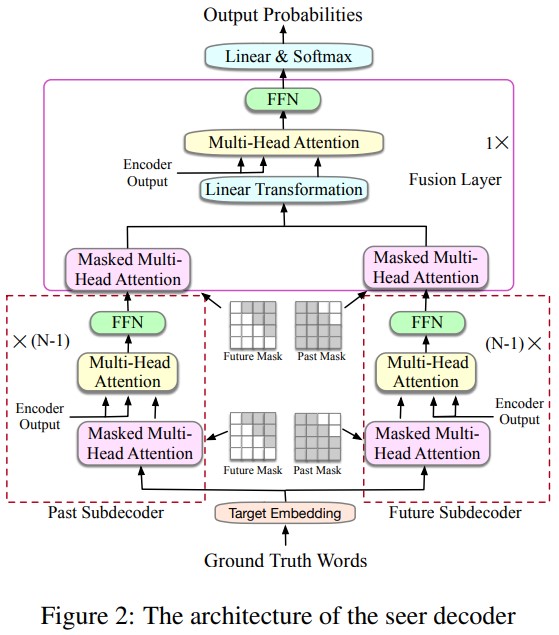 Output Probabilities
Linear & Softmax
FFN
Multi-Head Attention
1×
Encoder
Output
Linear Transformation
Fusion Layer
Masked Multi-
Head Attention
Masked Multi-
Head Attention
× (N-1)
FFN
Future Mask
Past Mask
FFN
(N-1) ×
Multi-Head
Attention
Multi-Head
Attention
Encoder
Output
Encoder
Output
Masked Multi-
Head Attention
Future Mask
Past Mask
Masked Multi-
Head Attention
Past Subdecoder
Target Embedding
Future Subdecoder
Ground Truth Words
Figure 2: The architecture of the seer decoder